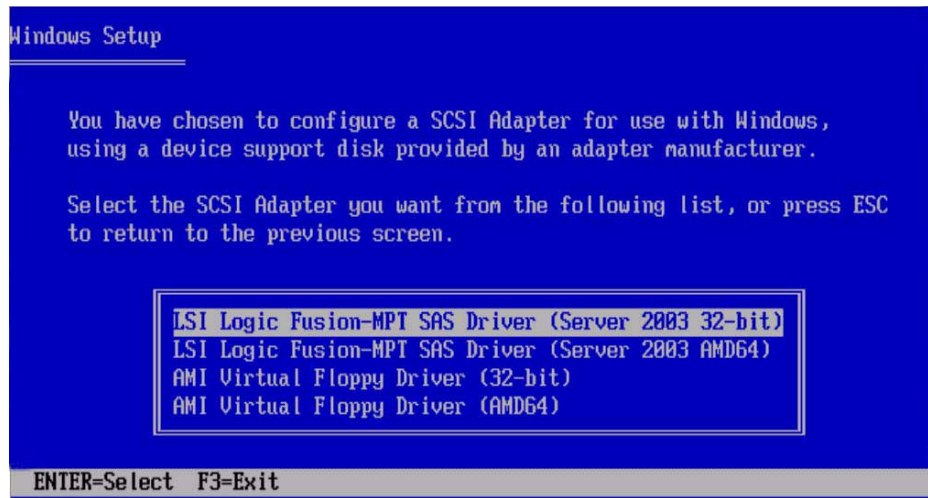 Windows Setup
You have chosen to configure a SCSI Adapter for use with Windows,
using a device support disk provided by an adapter manufacturer.
Select the SCSI Adapter you want from the following list, or press ESC
to return to the previous screen.
LSI Logic Fusion-MPT SAS Driver (Server 2003 32-bit)
LSI Logic Fusion-MPT SAS Driver (Server 2003 AMD64)
AMI Virtual Floppy Driver (32-bit)
AMI Virtual Floppy Driver (AMD64)
ENTER=Select F3=Exit